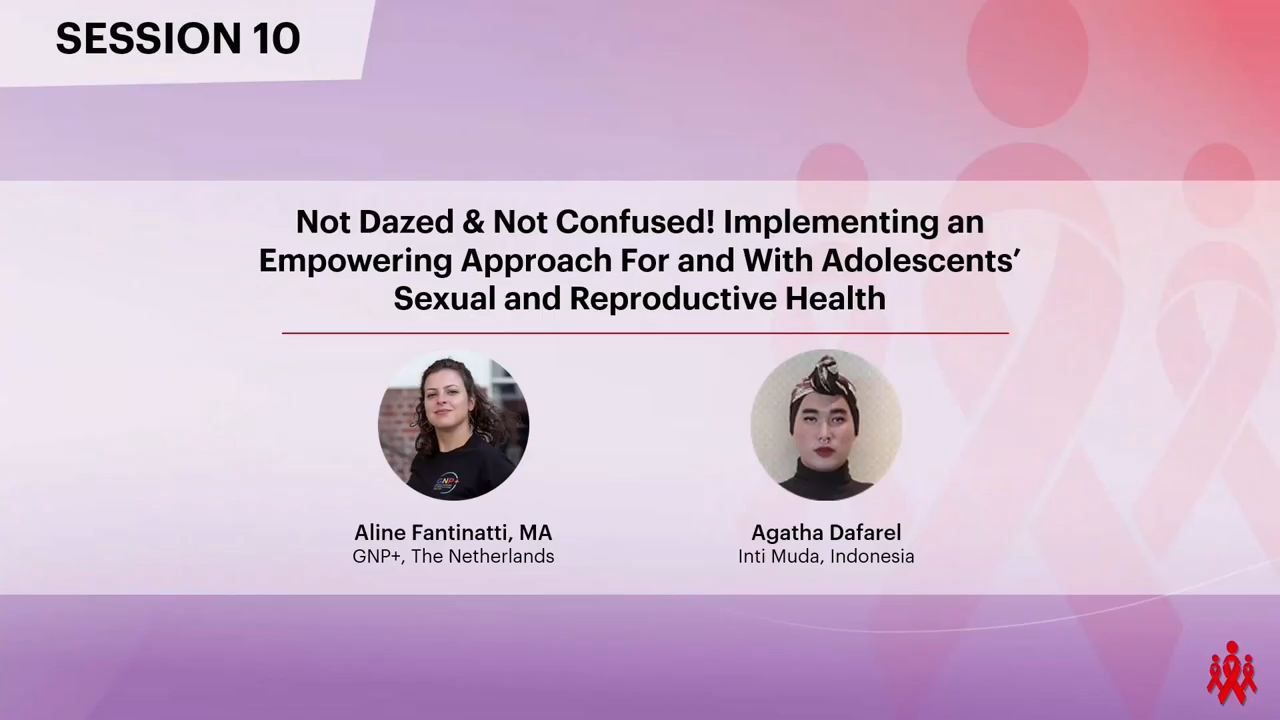 SESSION 10
Not Dazed & Not Confused! Implementing an
Empowering Approach For and With Adolescents’
Sexual and Reproductive Health
GNP+
Aline Fantinatti, MA
GNP+, The Netherlands
Agatha Dafarel
Inti Muda, Indonesia